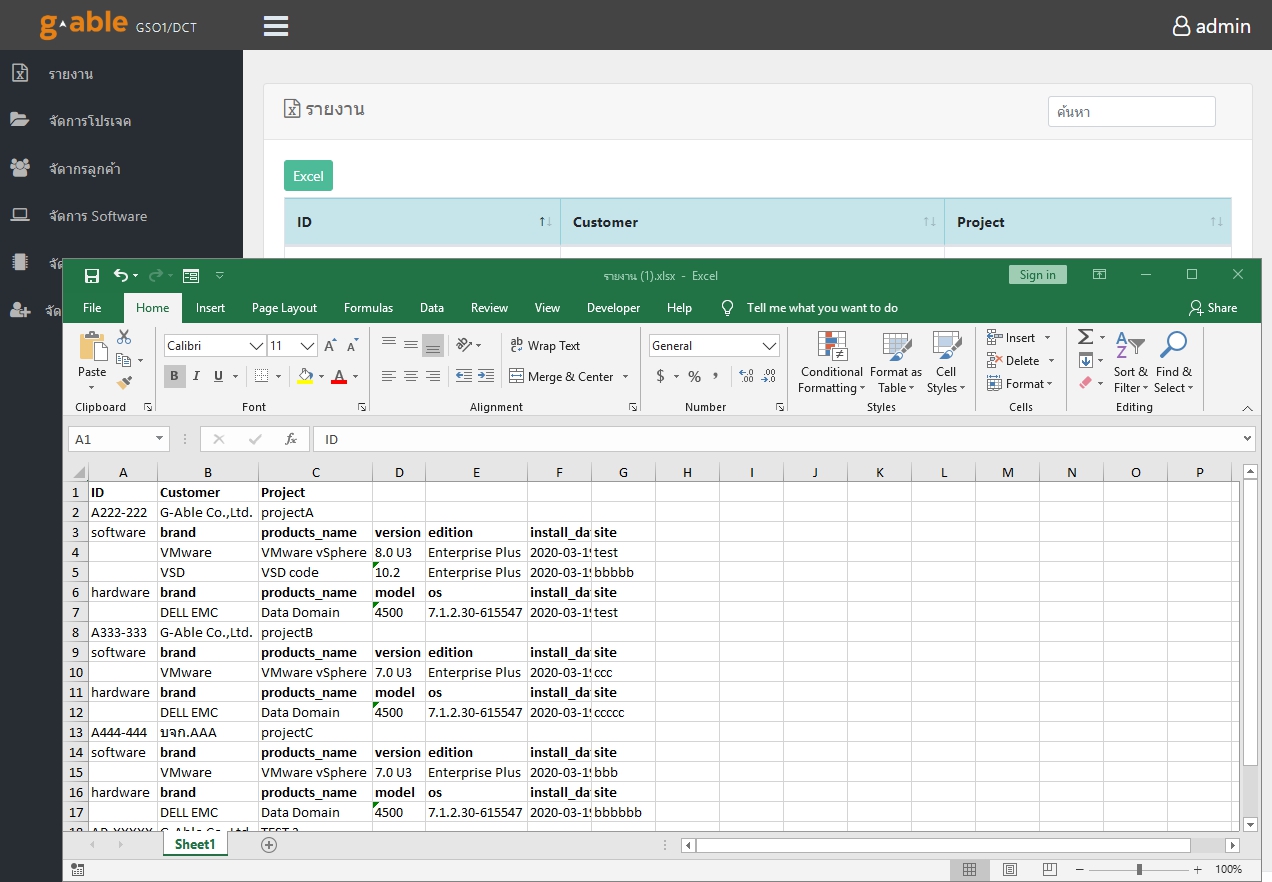 g-able GSO1/DCT
admin
รายงาน
จัดการโปรเจค
จัดากรลูกค้า
จัดการ Software
รายงาน
ค้นหา
Excel
ID Customer Project
รายงาน (1).xlsx - Excel
Sign in
File Home Insert Page Layout Formulas Data Review View Developer Help Tell me what you want to do Share
Paste
Clipboard
Calibri 11
B I U
Font
Wrap Text
Merge & Center
Alignment
General
$ % ,
Number
Conditional Formatting
Format as Table
Cell Styles
Styles
Insert
Delete
Format
Cells
Sort & Filter
Find & Select
Editing
A1 fx ID
A B C D E F G H I J K L M N O P
1 ID Customer Project
2 A222-222 G-Able Co.,Ltd. projectA
3 software brand products_name version edition install_da site
4 VMware VMware vSphere 8.0 U3 Enterprise Plus 2020-03-19 test
5 VSD VSD code 10.2 Enterprise Plus 2020-03-19 bbbbb
6 hardware brand products_name model os install_da site
7 DELL EMC Data Domain 4500 7.1.2.30-615547 2020-03-19 test
8 A333-333 G-Able Co.,Ltd. projectB
9 software brand products_name version edition install_da site
10 VMware VMware vSphere 7.0 U3 Enterprise Plus 2020-03-19 ccc
11 hardware brand products_name model os install_da site
12 DELL EMC Data Domain 4500 7.1.2.30-615547 2020-03-19 ccccc
13 A444-444 บจก.AAA projectC
14 software brand products_name version edition install_da site
15 VMware VMware vSphere 7.0 U3 Enterprise Plus 2020-03-19 bbb
16 hardware brand products_name model os install_da site
17 DELL EMC Data Domain 4500 7.1.2.30-615547 2020-03-19 bbbbbb
Sheet1
100%